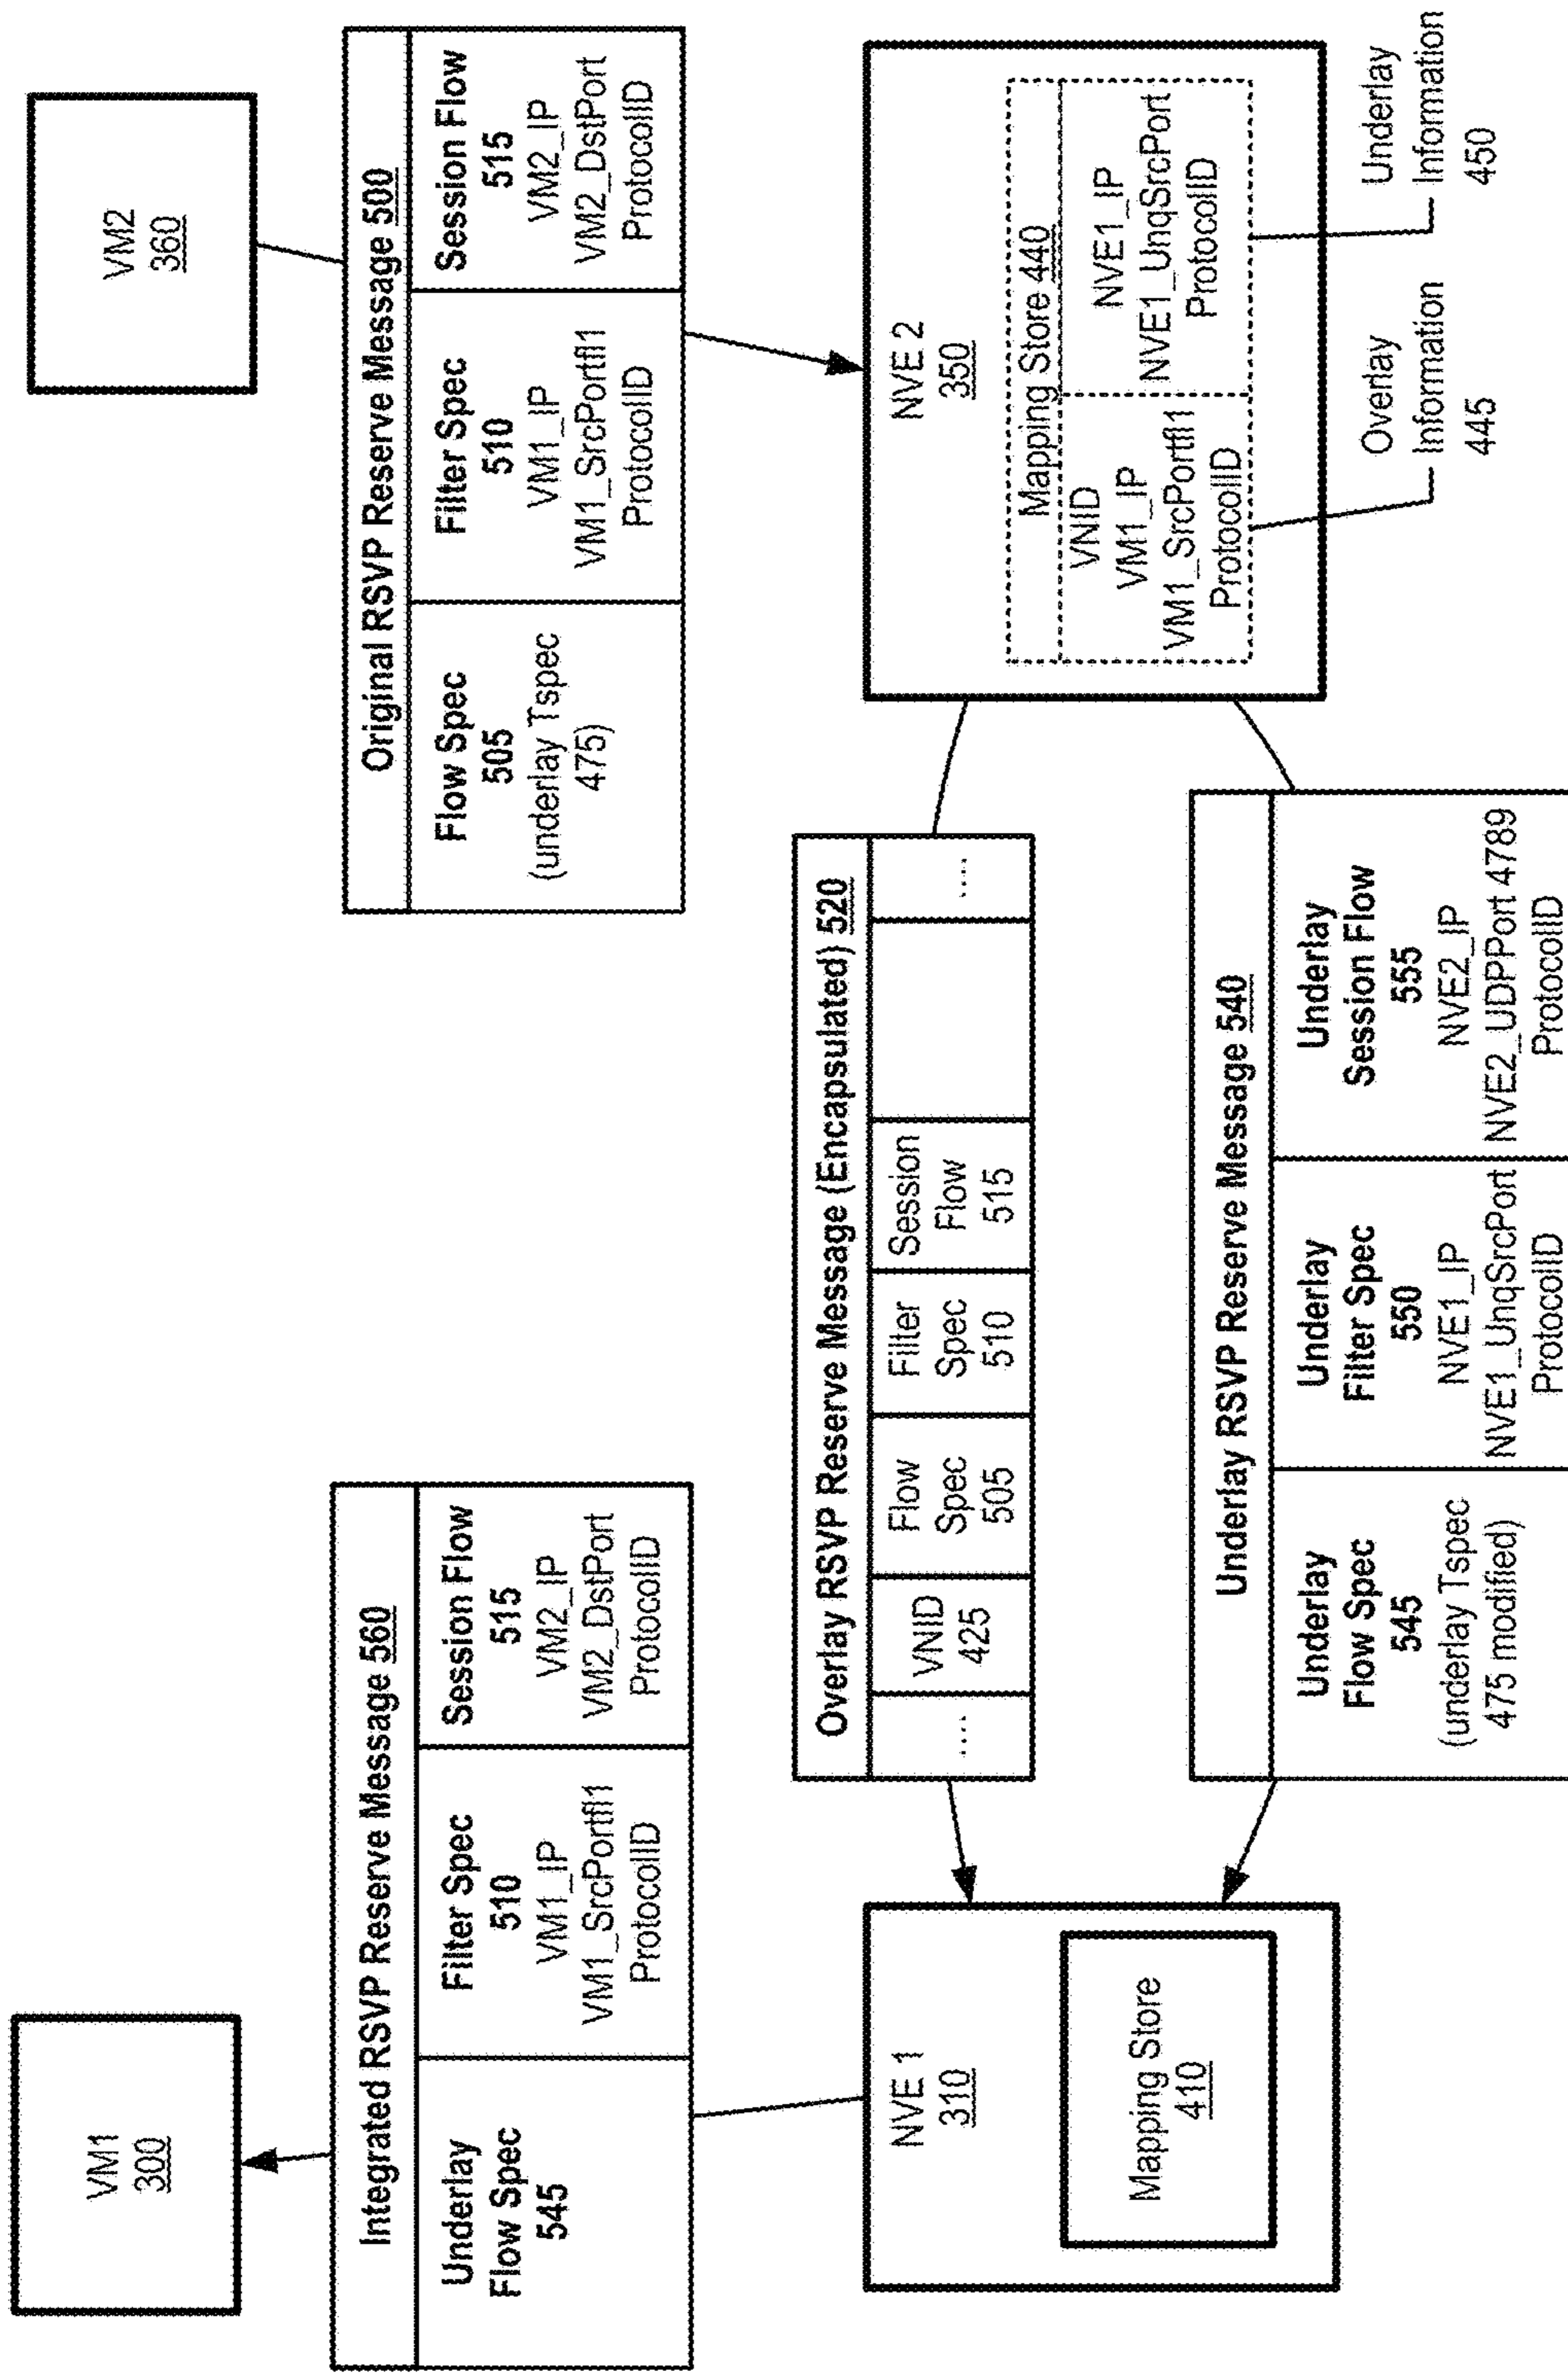 VM1
300
Integrated RSVP Reserve Message 560
Underlay
Flow Spec
545
Filter Spec
510
VM1_IP
VM1_SrcPortfl1
ProtocolID
Session Flow
515
VM2_IP
VM2_DstPort
ProtocolID
NVE 1
310
Mapping Store
410
VM2
360
Original RSVP Reserve Message 500
Flow Spec
505
(underlay Tspec
475)
Filter Spec
510
VM1_IP
VM1_SrcPortfl1
ProtocolID
Session Flow
515
VM2_IP
VM2_DstPort
ProtocolID
Overlay RSVP Reserve Message (Encapsulated) 520
....
VNID
425
Flow
Spec
505
Filter
Spec
510
Session
Flow
515
....
Underlay RSVP Reserve Message 540
Underlay
Flow Spec
545
(underlay Tspec
475 modified)
Underlay
Filter Spec
550
NVE1_IP
NVE1_UnqSrcPort
ProtocolID
Underlay
Session Flow
555
NVE2_IP
NVE2_UDPPort 4789
ProtocolID
NVE 2
350
Mapping Store 440
VNID
VM1_IP
VM1_SrcPortfl1
ProtocolID
NVE1_IP
NVE1_UnqSrcPort
ProtocolID
Overlay
Information
445
Underlay
Information
450